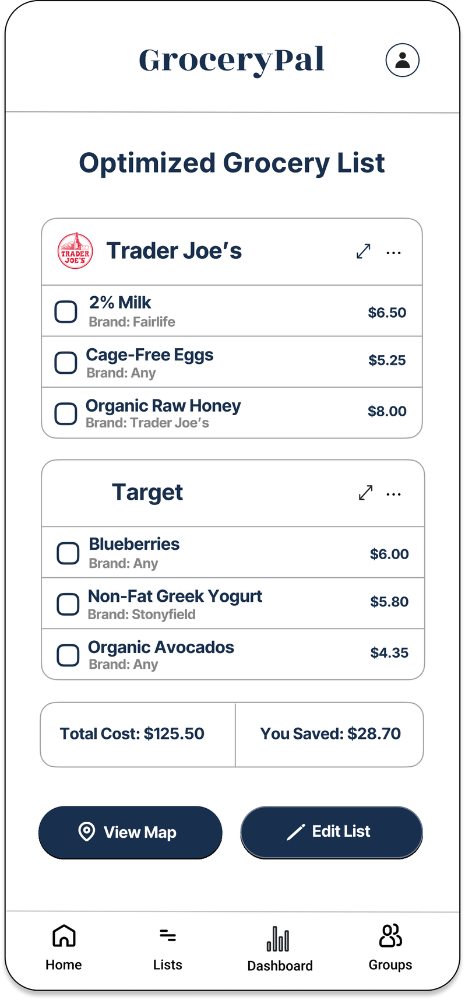 GroceryPal
Optimized Grocery List
TRADER
JOE'S
Trader Joe’s
...
2% Milk
Brand: Fairlife
$6.50
Cage-Free Eggs
Brand: Any
$5.25
Organic Raw Honey
Brand: Trader Joe’s
$8.00
Target
...
Blueberries
Brand: Any
$6.00
Non-Fat Greek Yogurt
Brand: Stonyfield
$5.80
Organic Avocados
Brand: Any
$4.35
Total Cost: $125.50
You Saved: $28.70
View Map
Edit List
Home
Lists
Dashboard
Groups